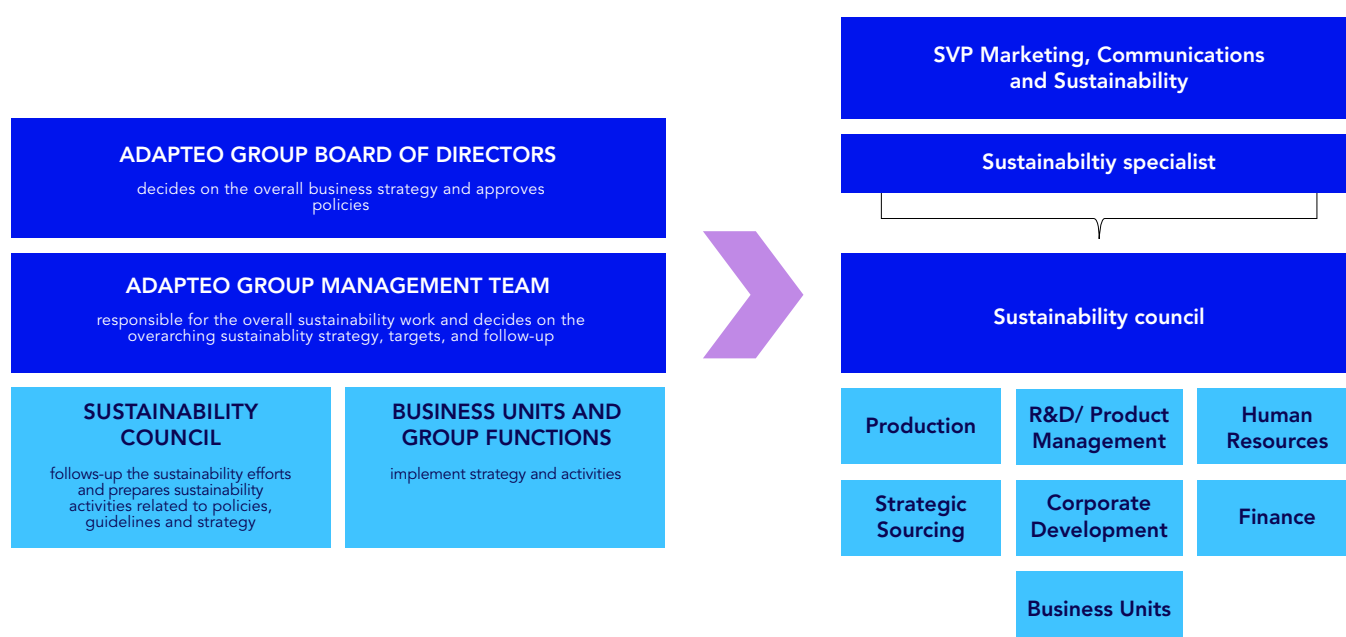 ADAPTEO GROUP BOARD OF DIRECTORS
decides on the overall business strategy and approves
policies
ADAPTEO GROUP MANAGEMENT TEAM
responsible for the overall sustainability work and decides on the
overarching sustainablity strategy, targets, and follow-up
SUSTAINABILITY
COUNCIL
follows-up the sustainability efforts
and prepares sustainability
activities related to policies,
guidelines and strategy
BUSINESS UNITS AND
GROUP FUNCTIONS
implement strategy and activities
SVP Marketing, Communications
and Sustainability
Sustainabiltiy specialist
Sustainability council
Production
R&D/ Product
Management
Human
Resources
Strategic
Sourcing
Corporate
Development
Finance
Business Units